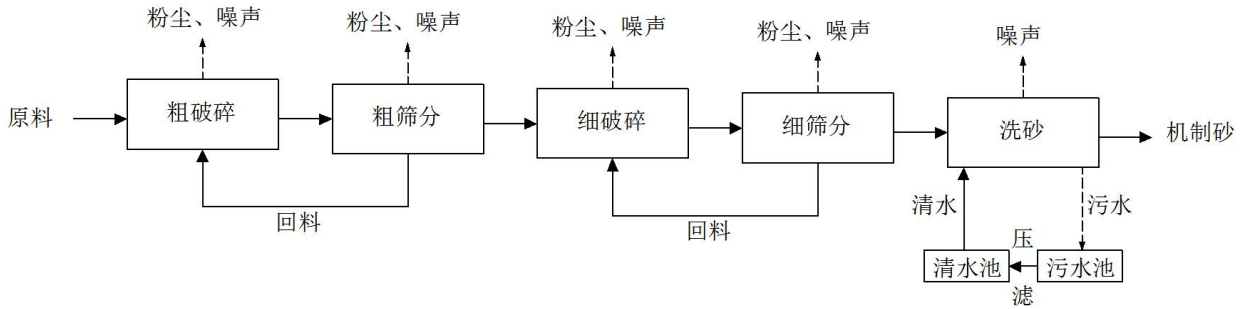 粉尘、噪声
粉尘、噪声
粉尘、噪声
粉尘、噪声
噪声
原料
粗破碎
粗筛分
细破碎
细筛分
洗砂
机制砂
回料
回料
清水
污水
清水池
压
滤
污水池